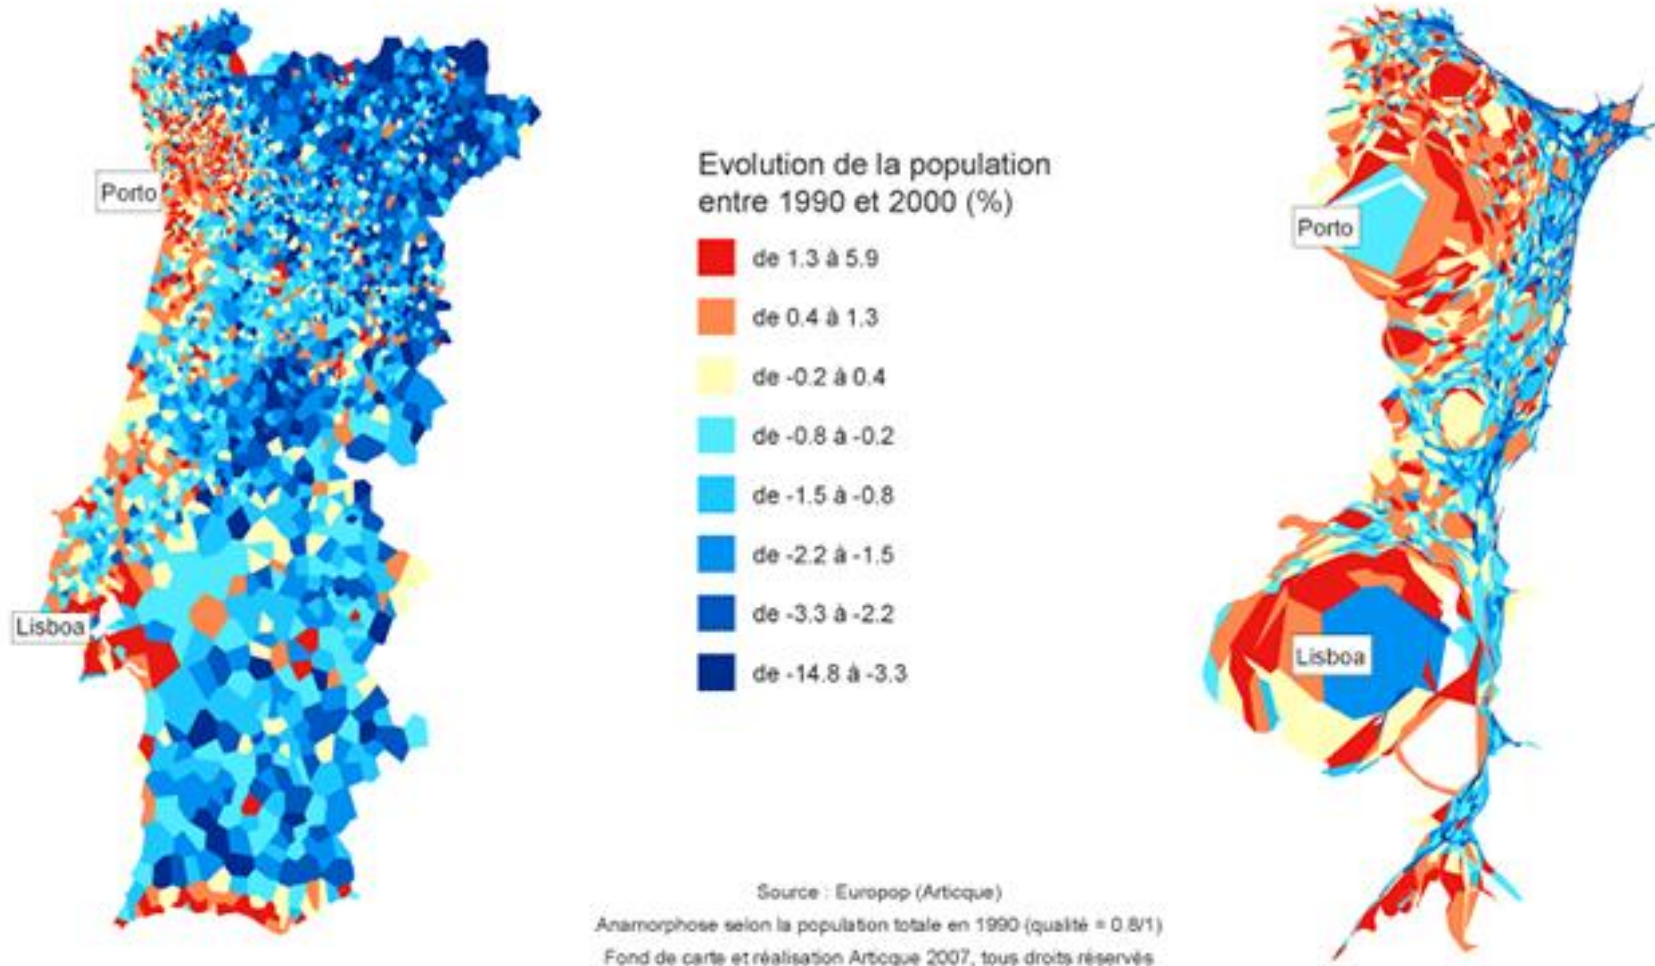 Evolution de la population
entre 1990 et 2000 (%)
de 1.3 à 5.9
de 0.4 à 1.3
de -0.2 à 0.4
de -0.8 à -0.2
de -1.5 à -0.8
de -2.2 à -1.5
de -3.3 à -2.2
de -14.8 à -3.3
Porto
Lisboa
Porto
Lisboa
Source : Europop (Articque)
Anamorphose selon la population totale en 1990 (qualité = 0.8/1)
Fond de carte et réalisation Articque 2007, tous droits réservés